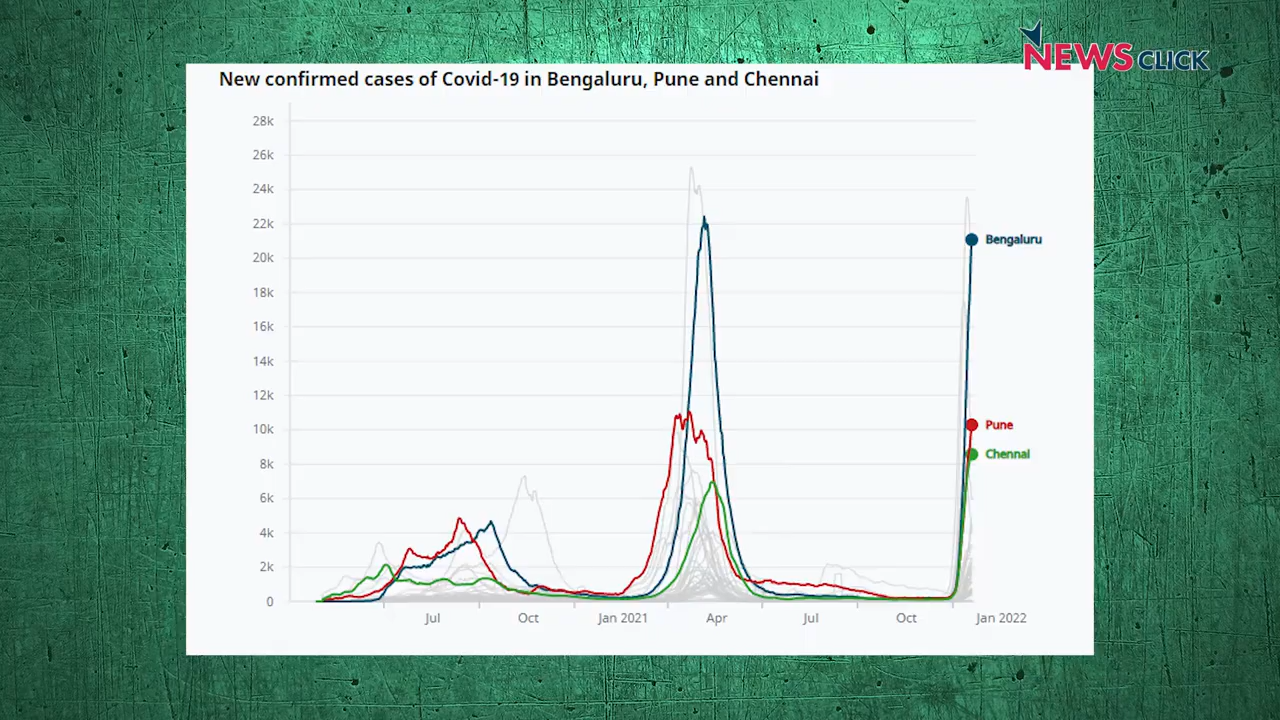 NEWS CLICK
New confirmed cases of Covid-19 in Bengaluru, Pune and Chennai
28k
26k
24k
22k
20k
18k
16k
14k
12k
10k
8k
6k
4k
2k
0
Bengaluru
Pune
Chennai
Jul Oct Jan 2021 Apr Jul Oct Jan 2022